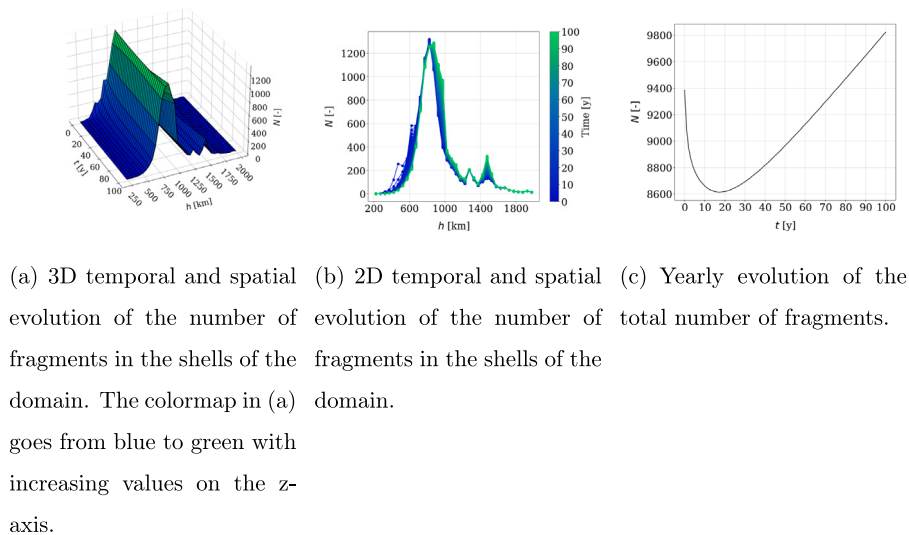 1200
1000
800
600
400
200
0
N [-]
0
20
40
60
80
100
t [y]
250
500
750
1000
1250
1500
1750
2000
h [km]
1200
1000
800
600
400
200
0
N [-]
200 600 1000 1400 1800
h [km]
100
90
80
70
60
50
40
30
20
10
0
Time [y]
9800
9600
9400
9200
9000
8800
8600
N [-]
0 10 20 30 40 50 60 70 80 90 100
t [y]
(a) 3D temporal and spatial
evolution of the number of
fragments in the shells of the
domain. The colormap in (a)
goes from blue to green with
increasing values on the z-
axis.
(b) 2D temporal and spatial
evolution of the number of
fragments in the shells of the
domain.
(c) Yearly evolution of the
total number of fragments.